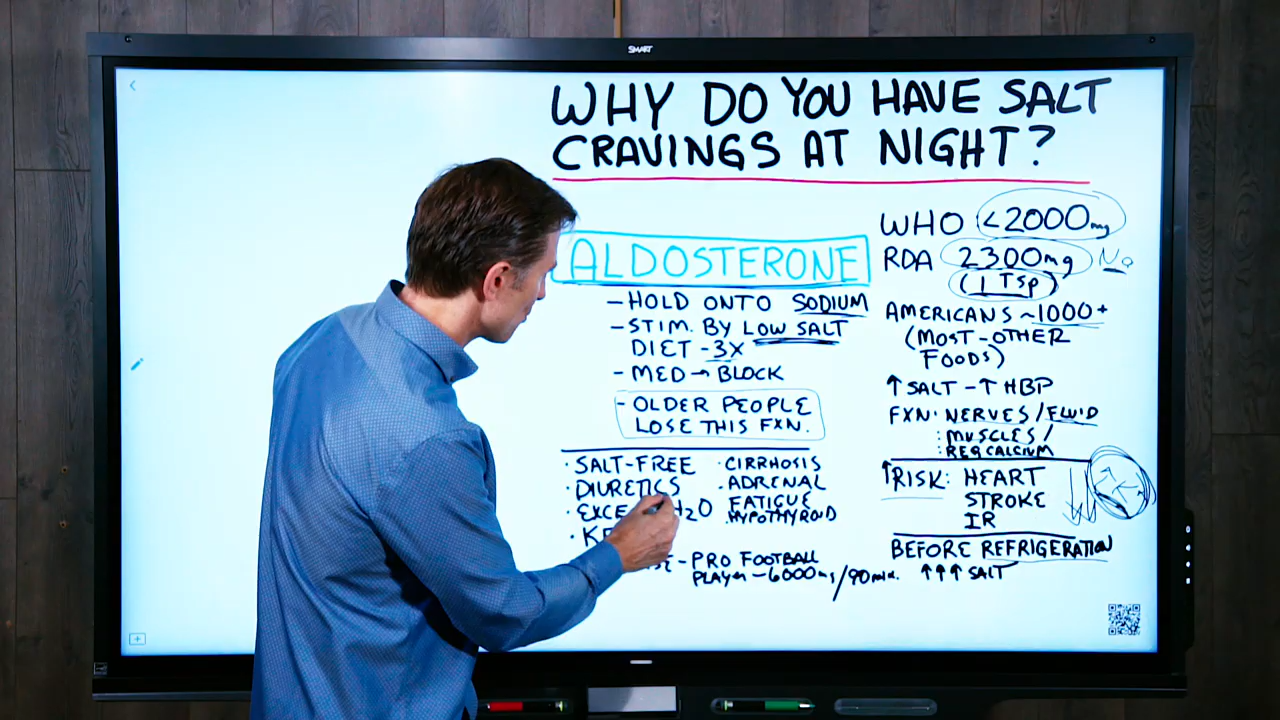 SMART
WHY DO YOU HAVE SALT
CRAVINGS AT NIGHT?
ALDOSTERONE
- HOLD ONTO SODIUM
- STIM. BY LOW SALT
DIET - 3X
- MED → BLOCK
- OLDER PEOPLE
LOSE THIS FXN.
· SALT-FREE
· DIURETICS
H2O
· CIRRHOSIS
· ADRENAL
FATIGUE
· HYPOTHYROID
- PRO FOOTBALL
PLAYER - 6000mg/90min.
WHO <2000mg
RDA 2300mg Na
(1 TSP)
AMERICANS ~1000+
(MOST-OTHER
FOODS)
↑ SALT - ↑ HBP
FXN: NERVES/FLUID
: MUSCLES/
: REG CALCIUM
↑RISK: HEART
STROKE
IR
BEFORE REFRIGERATION
↑↑↑ SALT